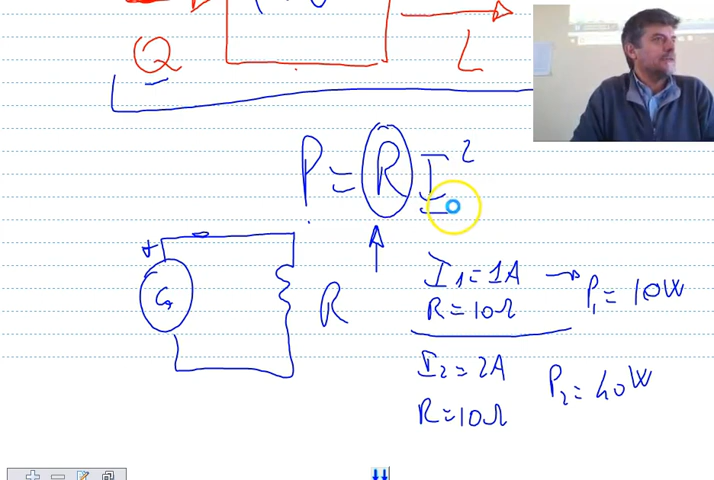 Q
L
P = R I²
+
G
R
I₁ = 1A → P₁ = 10W
R = 10Ω
I₂ = 2A
P₂ = 40W
R = 10Ω